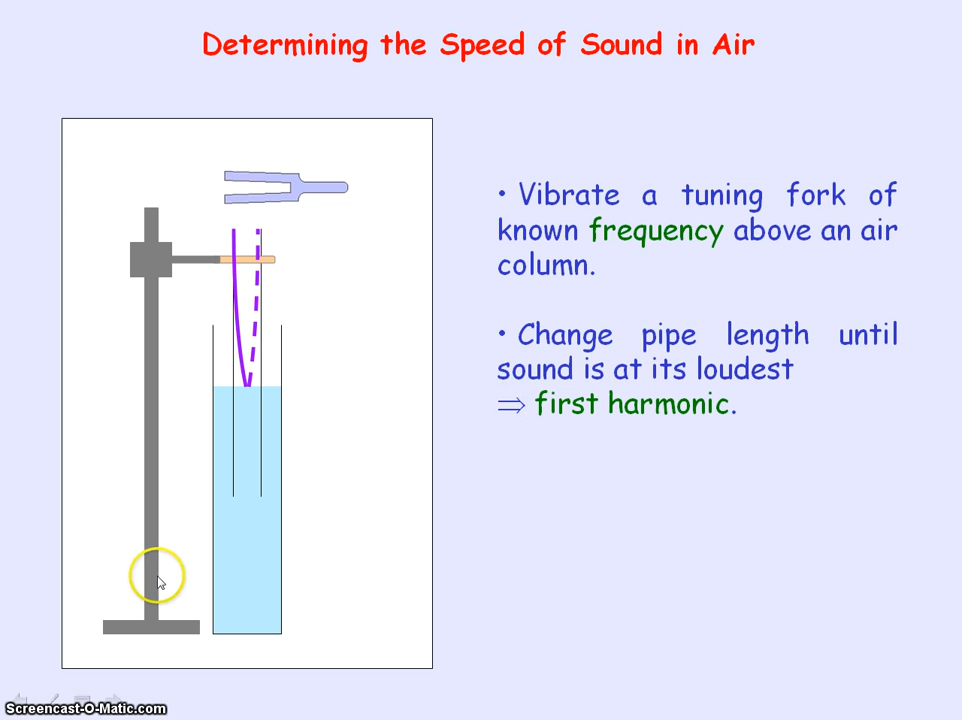 Determining the Speed of Sound in Air
• Vibrate a tuning fork of
known frequency above an air
column.
• Change pipe length until
sound is at its loudest
⇒ first harmonic.
Screencast-O-Matic.com